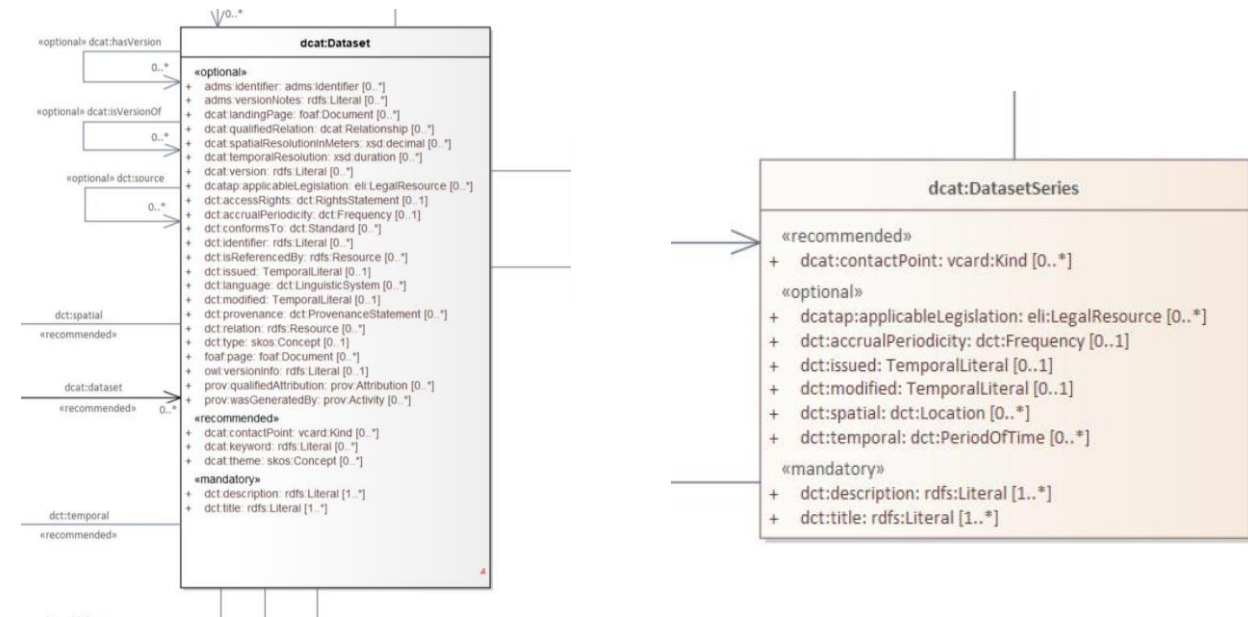 0..*
«optional» dcat:hasVersion
0..*
«optional» dcat:isVersionOf
0..*
«optional» dct:source
0..*
dct:spatial
«recommended»
dcat:dataset
«recommended»
0..*
dct:temporal
«recommended»
dcat:Dataset
«optional»
+ adms:identifier: adms:Identifier [0..*]
+ adms:versionNotes: rdfs:Literal [0..*]
+ dcat:landingPage: foaf:Document [0..*]
+ dcat:qualifiedRelation: dcat:Relationship [0..*]
+ dcat:spatialResolutionInMeters: xsd:decimal [0..*]
+ dcat:temporalResolution: xsd:duration [0..*]
+ dcat:version: rdfs:Literal [0..*]
+ dcatap:applicableLegislation: eli:LegalResource [0..*]
+ dct:accessRights: dct:RightsStatement [0..1]
+ dct:accrualPeriodicity: dct:Frequency [0..1]
+ dct:conformsTo: dct:Standard [0..*]
+ dct:identifier: rdfs:Literal [0..*]
+ dct:isReferencedBy: rdfs:Resource [0..*]
+ dct:issued: TemporalLiteral [0..1]
+ dct:language: dct:LinguisticSystem [0..*]
+ dct:modified: TemporalLiteral [0..1]
+ dct:provenance: dct:ProvenanceStatement [0..*]
+ dct:relation: rdfs:Resource [0..*]
+ dct:type: skos:Concept [0..1]
+ foaf:page: foaf:Document [0..*]
+ owl:versionInfo: rdfs:Literal [0..1]
+ prov:qualifiedAttribution: prov:Attribution [0..*]
+ prov:wasGeneratedBy: prov:Activity [0..*]
«recommended»
+ dcat:contactPoint: vcard:Kind [0..*]
+ dcat:keyword: rdfs:Literal [0..*]
+ dcat:theme: skos:Concept [0..*]
«mandatory»
+ dct:description: rdfs:Literal [1..*]
+ dct:title: rdfs:Literal [1..*]
dcat:DatasetSeries
«recommended»
+ dcat:contactPoint: vcard:Kind [0..*]
«optional»
+ dcatap:applicableLegislation: eli:LegalResource [0..*]
+ dct:accrualPeriodicity: dct:Frequency [0..1]
+ dct:issued: TemporalLiteral [0..1]
+ dct:modified: TemporalLiteral [0..1]
+ dct:spatial: dct:Location [0..*]
+ dct:temporal: dct:PeriodOfTime [0..*]
«mandatory»
+ dct:description: rdfs:Literal [1..*]
+ dct:title: rdfs:Literal [1..*]